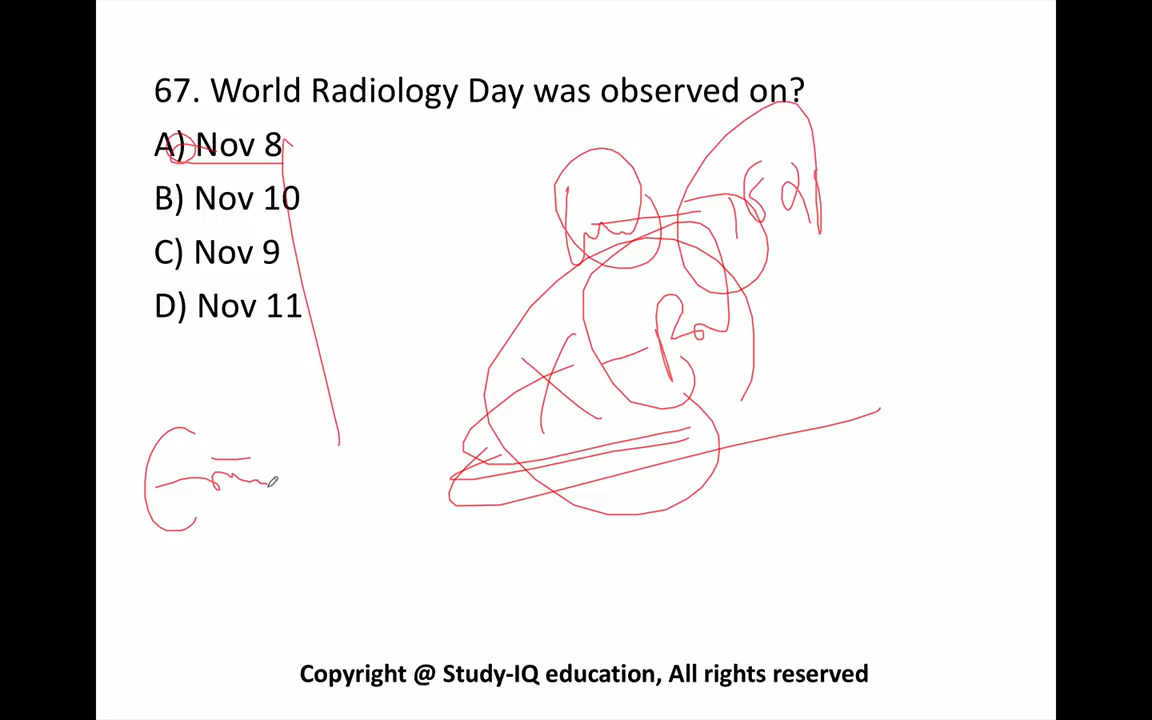 67. World Radiology Day was observed on?
A) Nov 8
B) Nov 10
C) Nov 9
D) Nov 11
Copyright @ Study-IQ education, All rights reserved